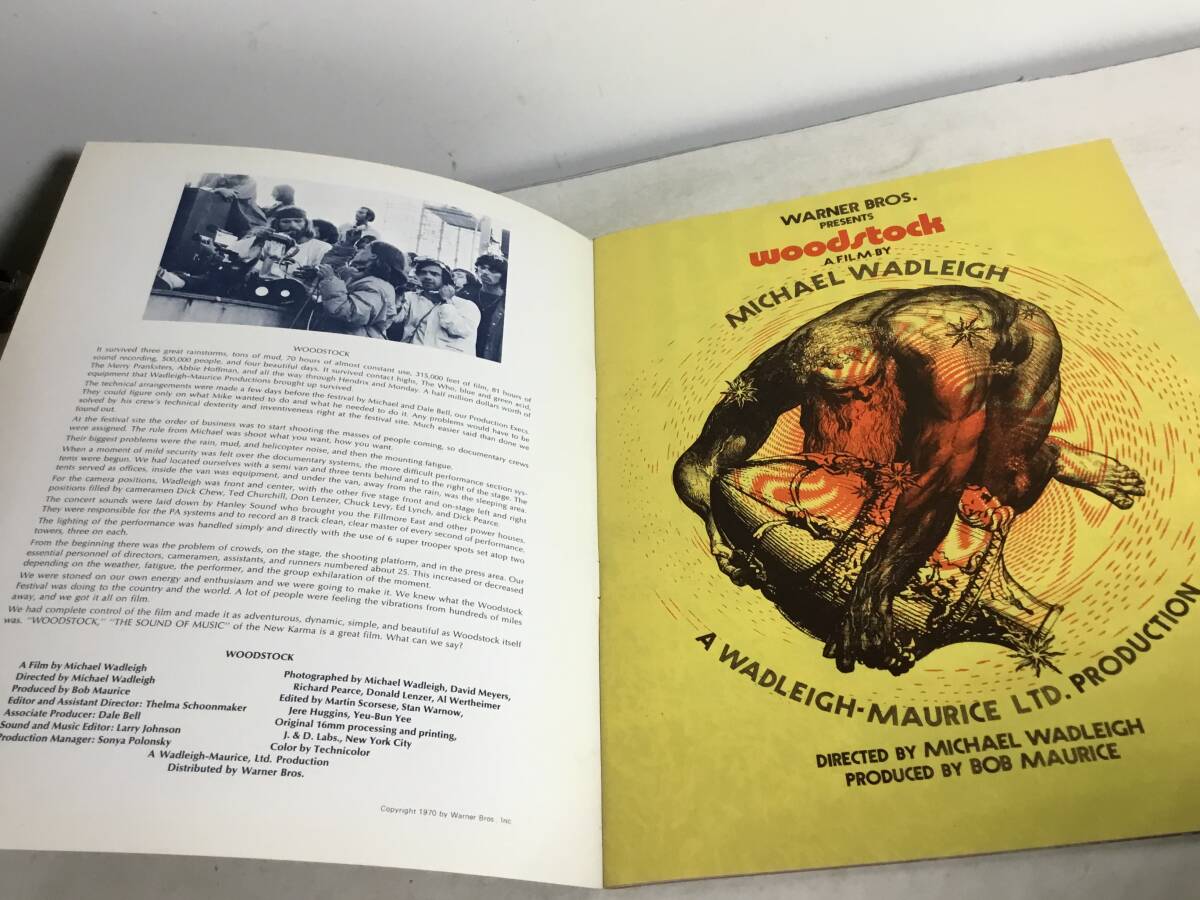 WOODSTOCK
It survived three great rainstorms, tons of mud, 70 hours of almost constant use, 315,000 feet of film, 81 hours of
sound recording, 500,000 people, and four beautiful days. It survived contact highs, The Who, blue and green acid,
The Merry Pranksters, Abbie Hoffman, and all the way through Hendrix and Monday. A half million dollars worth of
equipment that Wadleigh-Maurice Productions brought up survived.
The technical arrangements were made a few days before the festival by Michael and Dale Bell, our Production Execs.
They could figure only on what Mike wanted to do and what he needed to do it. Any problems would have to be
solved by his crew's technical dexterity and inventiveness right at the festival site. Much easier said than done we
found out.
At the festival site the order of business was to start shooting the masses of people coming, so documentary crews
were assigned. The rule from Michael was shoot what you want, how you want.
Their biggest problems were the rain, mud, and helicopter noise, and then the mounting fatigue.
When a moment of mild security was felt over the documentary systems, the more difficult performance section sys-
tems were begun. We had located ourselves with a semi van and three tents behind and to the right of the stage. The
tents served as offices, inside the van was equipment, and under the van, away from the rain, was the sleeping area.
For the camera positions, Wadleigh was front and center, with the other five stage front and on-stage left and right
positions filled by cameramen Dick Chew, Ted Churchill, Don Lenzer, Chuck Levy, Ed Lynch, and Dick Pearce.
The concert sounds were laid down by Hanley Sound who brought you the Fillmore East and other power houses.
They were responsible for the PA systems and to record an 8 track clean, clear master of every second of performance.
The lighting of the performance was handled simply and directly with the use of 6 super trooper spots set atop two
towers, three on each.
From the beginning there was the problem of crowds, on the stage, the shooting platform, and in the press area. Our
essential personnel of directors, cameramen, assistants, and runners numbered about 25. This increased or decreased
depending on the weather, fatigue, the performer, and the group exhilaration of the moment.
We were stoned on our own energy and enthusiasm and we were going to make it. We knew what the Woodstock
Festival was doing to the country and the world. A lot of people were feeling the vibrations from hundreds of miles
away, and we got it all on film.
We had complete control of the film and made it as adventurous, dynamic, simple, and beautiful as Woodstock itself
was. "WOODSTOCK," "THE SOUND OF MUSIC" of the New Karma is a great film. What can we say?
WOODSTOCK
A Film by Michael Wadleigh
Directed by Michael Wadleigh
Produced by Bob Maurice
Editor and Assistant Director: Thelma Schoonmaker
Associate Producer: Dale Bell
Sound and Music Editor: Larry Johnson
Production Manager: Sonya Polonsky
Photographed by Michael Wadleigh, David Meyers,
Richard Pearce, Donald Lenzer, Al Wertheimer
Edited by Martin Scorsese, Stan Warnow,
Jere Huggins, Yeu-Bun Yee
Original 16mm processing and printing,
J. & D. Labs., New York City
Color by Technicolor
A Wadleigh-Maurice, Ltd. Production
Distributed by Warner Bros.
Copyright 1970 by Warner Bros. Inc.
WARNER BROS.
PRESENTS
woodstock
A FILM BY
MICHAEL WADLEIGH
A WADLEIGH-MAURICE LTD. PRODUCTION
DIRECTED BY MICHAEL WADLEIGH
PRODUCED BY BOB MAURICE